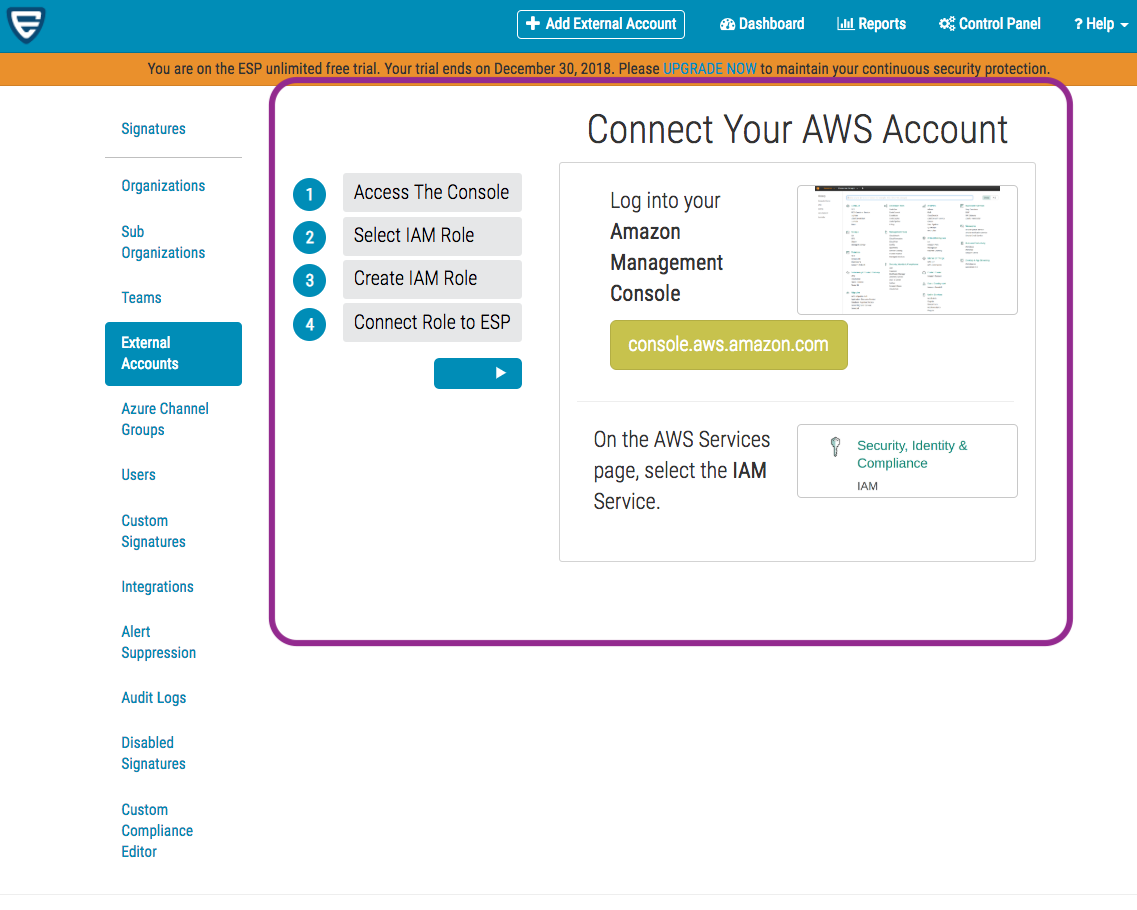 Add External Account
Dashboard
Reports
Control Panel
? Help
You are on the ESP unlimited free trial. Your trial ends on December 30, 2018. Please UPGRADE NOW to maintain your continuous security protection.
Signatures
Organizations
Sub
Organizations
Teams
External
Accounts
Azure Channel
Groups
Users
Custom
Signatures
Integrations
Alert
Suppression
Audit Logs
Disabled
Signatures
Custom
Compliance
Editor
Connect Your AWS Account
1 Access The Console
2 Select IAM Role
3 Create IAM Role
4 Connect Role to ESP
Log into your
Amazon
Management
Console
console.aws.amazon.com
On the AWS Services
page, select the IAM
Service.
Security, Identity &
Compliance
IAM